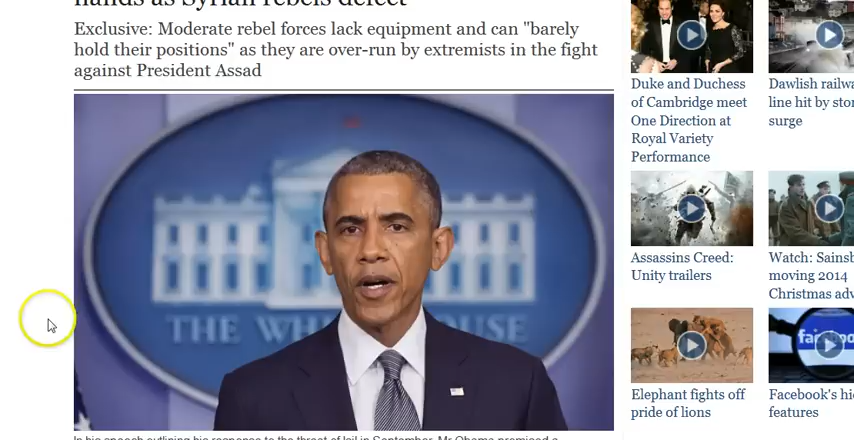 hands as Syrian rebels defect
Exclusive: Moderate rebel forces lack equipment and can "barely
hold their positions" as they are over-run by extremists in the fight
against President Assad
THE WHITE HOUSE
In his speech outlining his response to the threat of Isil in September, Mr Obama promised a
Duke and Duchess
of Cambridge meet
One Direction at
Royal Variety
Performance
Dawlish railwa
line hit by stor
surge
Assassins Creed:
Unity trailers
Watch: Sainsb
moving 2014
Christmas adv
Elephant fights off
pride of lions
facebook
Facebook's hi
features